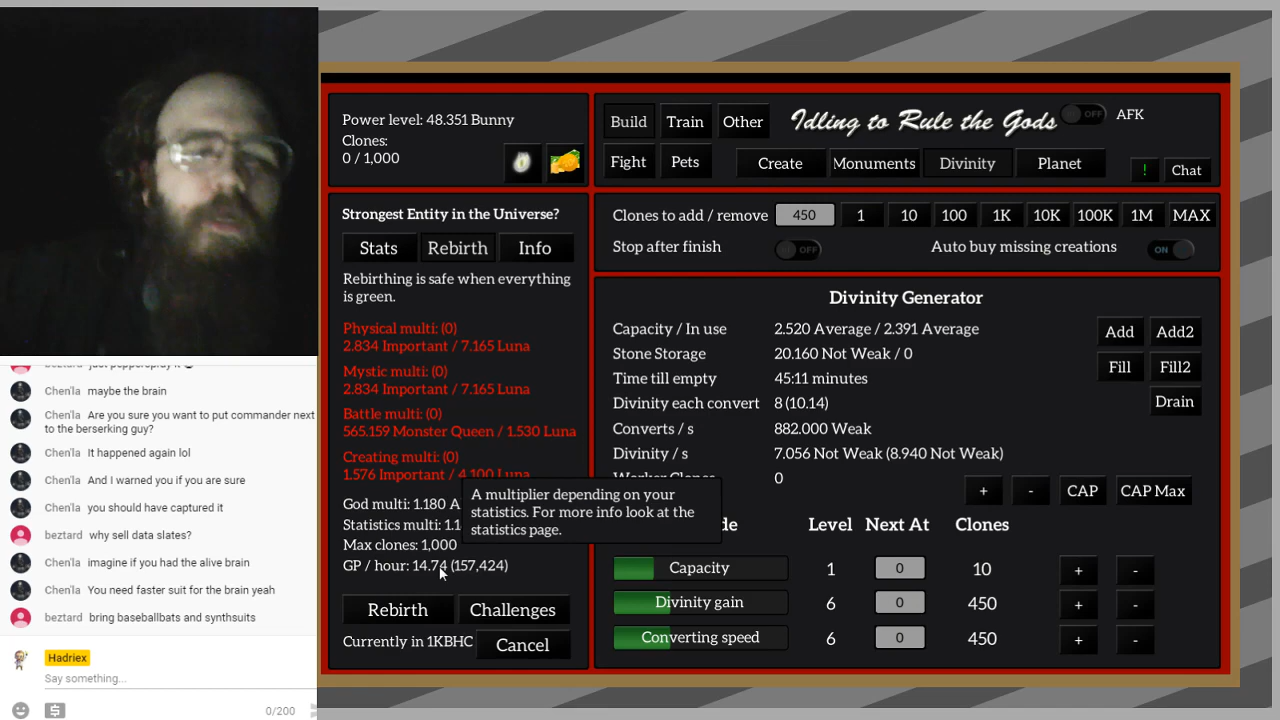 beztard just pepperspray it
Chen'la maybe the brain
Chen'la Are you sure you want to put commander next
to the berserking guy?
Chen'la It happened again lol
Chen'la And I warned you if you are sure
Chen'la you should have captured it
beztard why sell data slates?
Chen'la imagine if you had the alive brain
Chen'la You need faster suit for the brain yeah
beztard bring baseballbats and synthsuits
Hadriex
Say something...
0/200
Power level: 48.351 Bunny
Clones:
0 / 1,000
Build Train Other
Idling to Rule the Gods
OFF AFK
Fight Pets Create Monuments Divinity Planet ! Chat
Strongest Entity in the Universe?
Stats Rebirth Info
Rebirthing is safe when everything
is green.
Physical multi: (0)
2.834 Important / 7.165 Luna
Mystic multi: (0)
2.834 Important / 7.165 Luna
Battle multi: (0)
565.159 Monster Queen / 1.530 Luna
Creating multi: (0)
1.576 Important / 4.100 Luna
God multi: 1.180 A
Statistics multi: 1.1
Max clones: 1,000
GP / hour: 14.74 (157,424)
Rebirth Challenges
Currently in 1KBHC Cancel
A multiplier depending on your
statistics. For more info look at the
statistics page.
Clones to add / remove 450 1 10 100 1K 10K 100K 1M MAX
Stop after finish OFF Auto buy missing creations ON
Divinity Generator
Capacity / In use 2.520 Average / 2.391 Average Add Add2
Stone Storage 20.160 Not Weak / 0
Time till empty 45:11 minutes Fill Fill2
Divinity each convert 8 (10.14) Drain
Converts / s 882.000 Weak
Divinity / s 7.056 Not Weak (8.940 Not Weak)
Worker Clones 0
+ - CAP CAP Max
de Level Next At Clones
Capacity 1 0 10 + -
Divinity gain 6 0 450 + -
Converting speed 6 0 450 + -